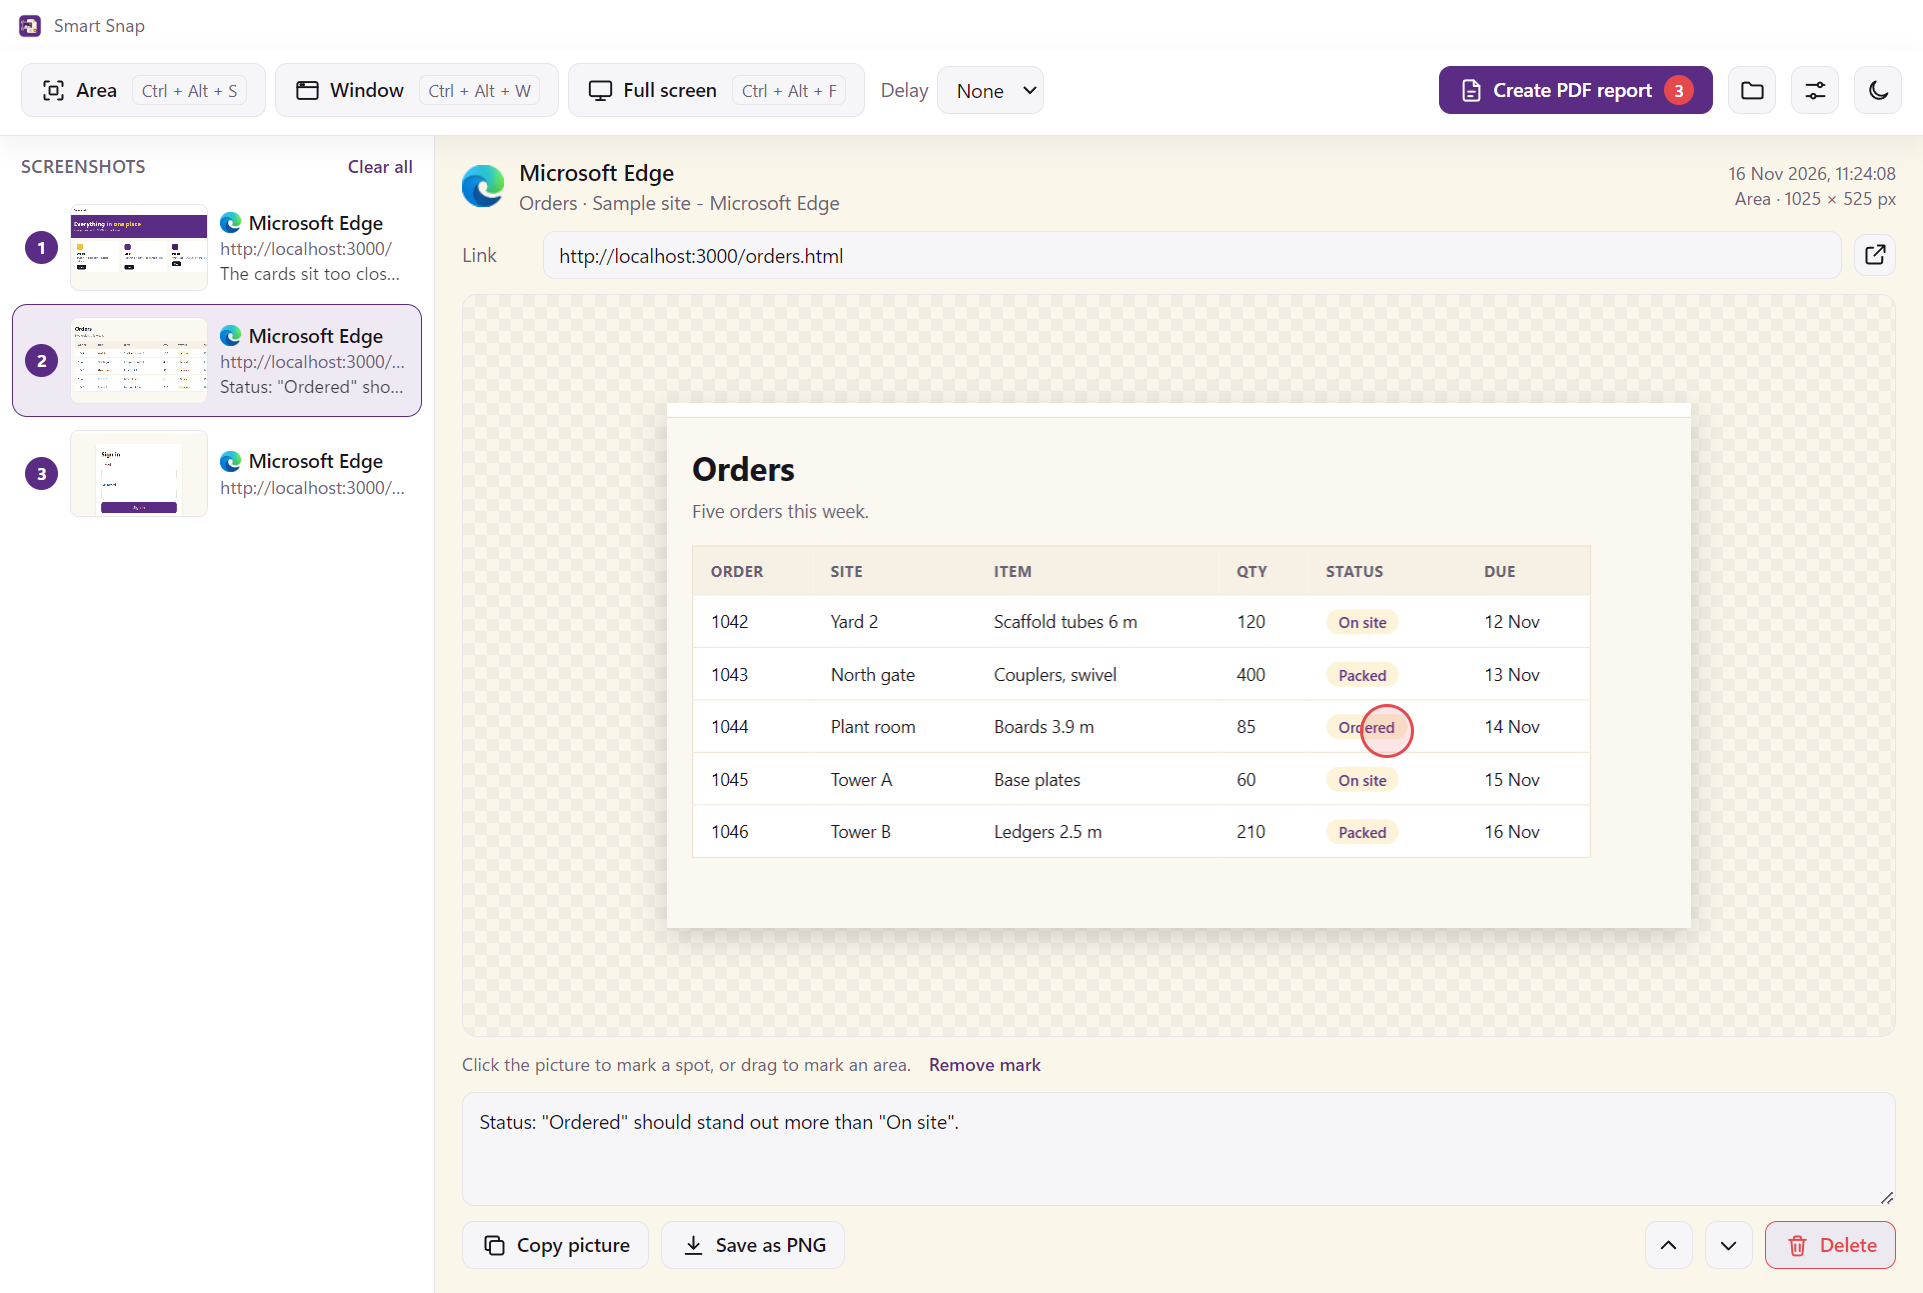 Smart Snap
Area Ctrl + Alt + S Window Ctrl + Alt + W Full screen Ctrl + Alt + F Delay None Create PDF report 3
SCREENSHOTS Clear all
1
Everything in one place
Microsoft Edge
http://localhost:3000/
The cards sit too clos...
2
Orders
Microsoft Edge
http://localhost:3000/...
Status: "Ordered" sho...
3
Sign in
Microsoft Edge
http://localhost:3000/...
Microsoft Edge
Orders · Sample site - Microsoft Edge
16 Nov 2026, 11:24:08
Area · 1025 × 525 px
Link http://localhost:3000/orders.html
Orders
Five orders this week.
ORDER SITE ITEM QTY STATUS DUE
1042 Yard 2 Scaffold tubes 6 m 120 On site 12 Nov
1043 North gate Couplers, swivel 400 Packed 13 Nov
1044 Plant room Boards 3.9 m 85 Ordered 14 Nov
1045 Tower A Base plates 60 On site 15 Nov
1046 Tower B Ledgers 2.5 m 210 Packed 16 Nov
Click the picture to mark a spot, or drag to mark an area. Remove mark
Status: "Ordered" should stand out more than "On site".
Copy picture Save as PNG Delete